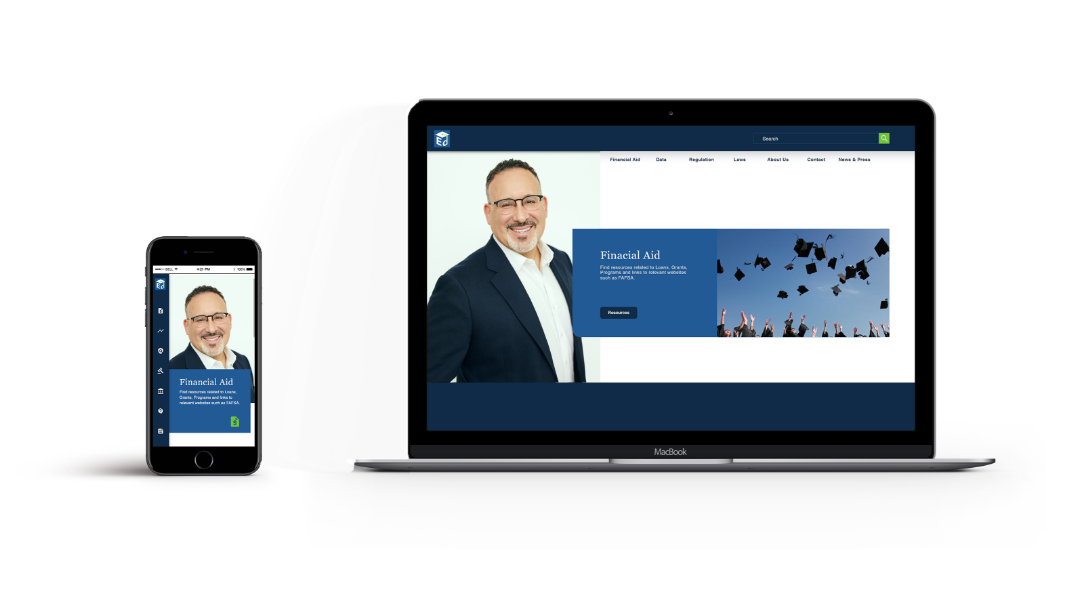 ED
Search
Financial Aid Data Regulation Laws About Us Contact News & Press
Finacial Aid
Find resources related to Loans, Grants,
Programs and links to relevant websites
such as FAFSA.
Resources
MacBook
4:21 PM 100%
ED
Financial Aid
Find resources related to Loans,
Grants, Programs and links to
relevant websites such as FAFSA.